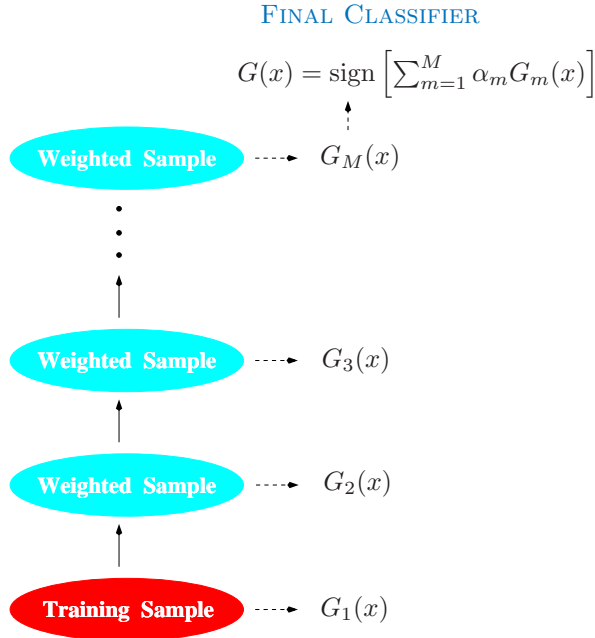 FINAL CLASSIFIER
G(x) = sign [∑_{m=1}^{M} α_m G_m(x)]
Weighted Sample G_M(x)
Weighted Sample G_3(x)
Weighted Sample G_2(x)
Training Sample G_1(x)